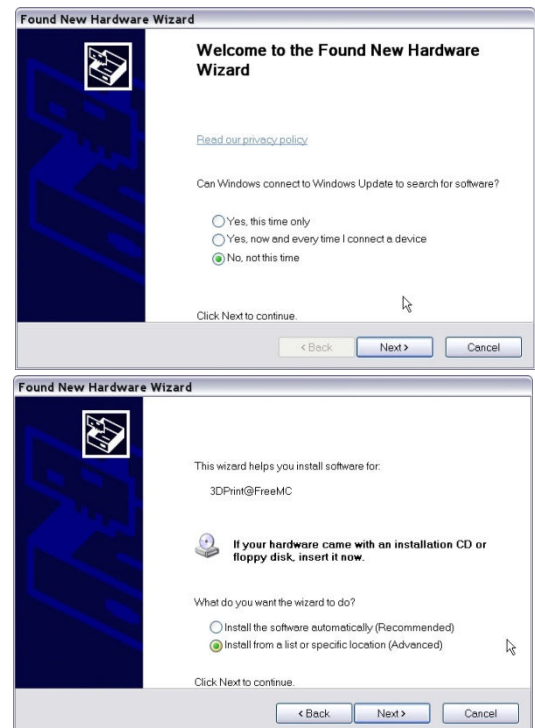 Found New Hardware Wizard
Welcome to the Found New Hardware
Wizard
Read our privacy policy
Can Windows connect to Windows Update to search for software?
Yes, this time only
Yes, now and every time I connect a device
No, not this time
Click Next to continue.
< Back
Next >
Cancel
Found New Hardware Wizard
This wizard helps you install software for:
3DPrint@FreeMC
If your hardware came with an installation CD or
floppy disk, insert it now.
What do you want the wizard to do?
Install the software automatically (Recommended)
Install from a list or specific location (Advanced)
Click Next to continue.
< Back
Next >
Cancel